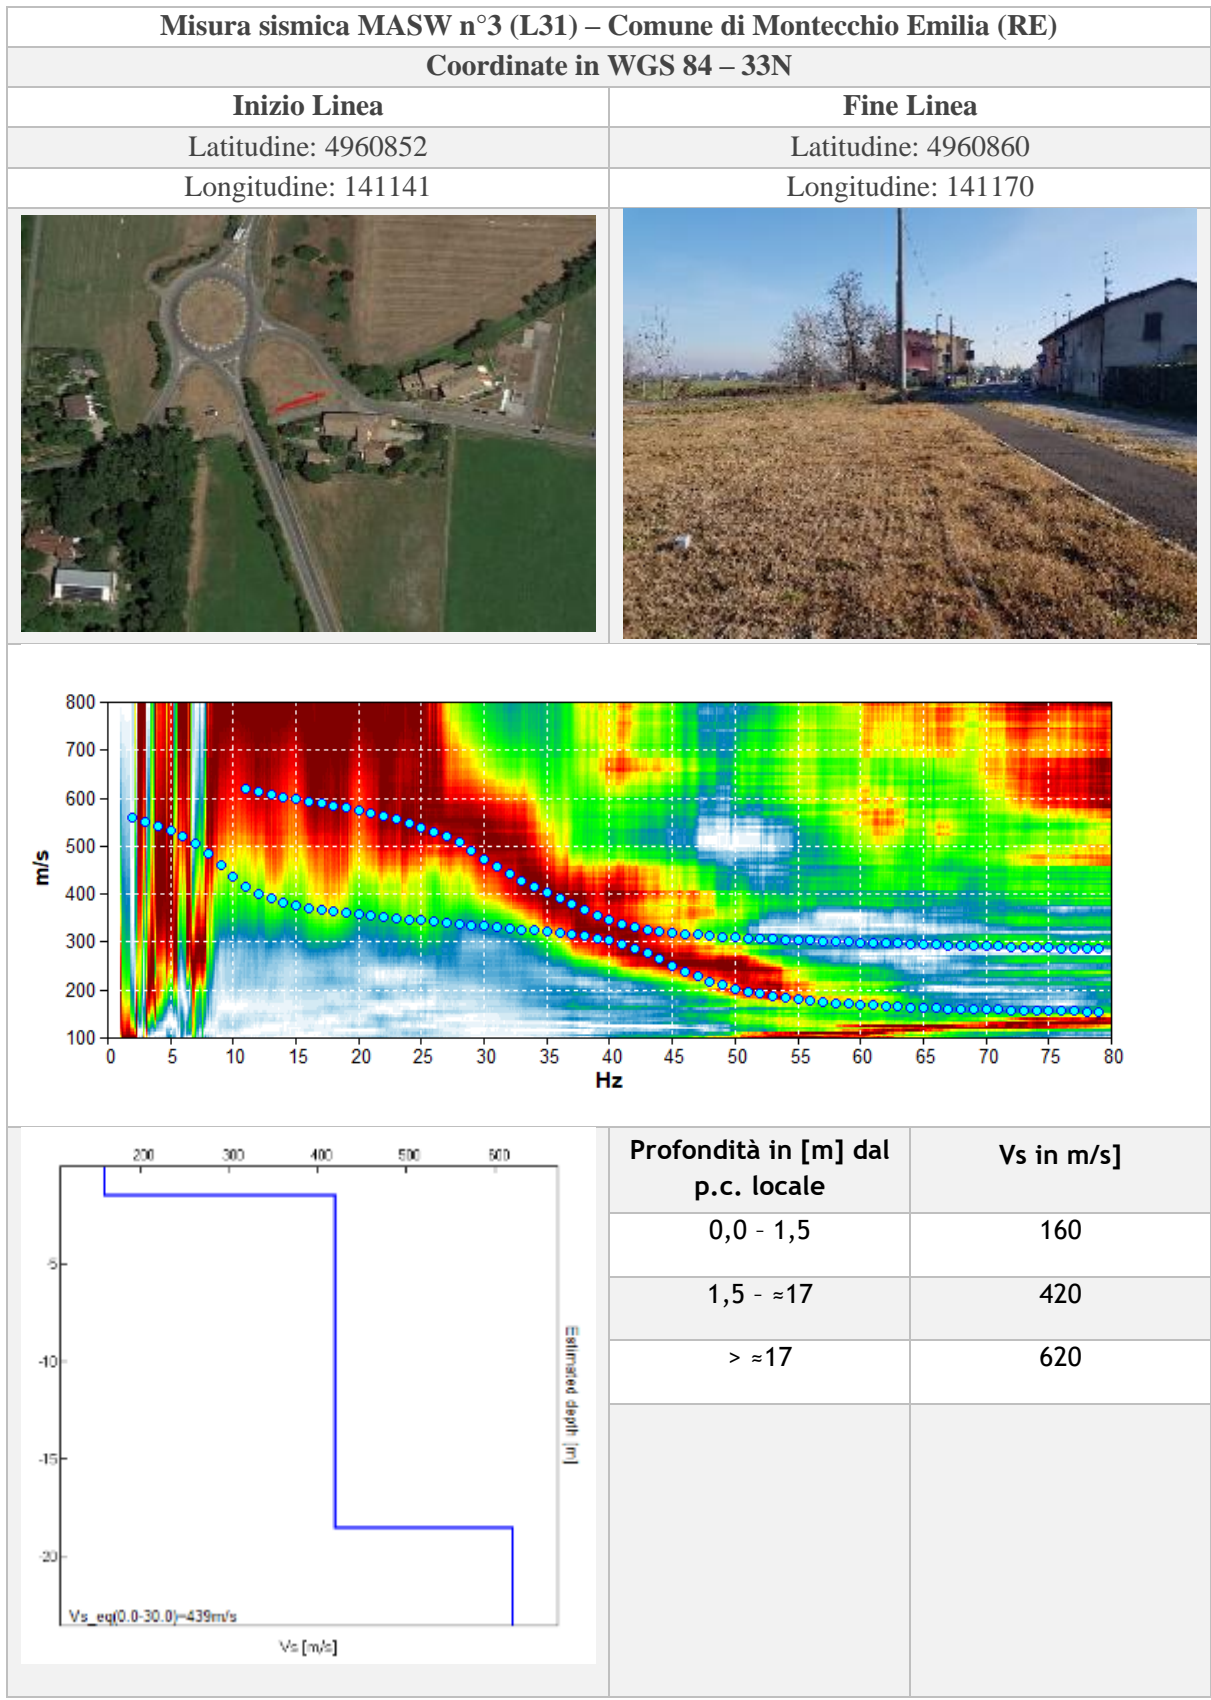 Misura sismica MASW n°3 (L31) – Comune di Montecchio Emilia (RE)
Coordinate in WGS 84 – 33N
Inizio Linea
Fine Linea
Latitudine: 4960852
Latitudine: 4960860
Longitudine: 141141
Longitudine: 141170
800
700
600
500
400
300
200
100
m/s
0 5 10 15 20 25 30 35 40 45 50 55 60 65 70 75 80
Hz
200 300 400 500 600
-5
-10
-15
-20
Estimated depth [m]
Vs_eq(0.0-30.0)=439m/s
Vs [m/s]
Profondità in [m] dal
p.c. locale
Vs in m/s]
0,0 – 1,5
160
1,5 – ≈17
420
> ≈17
620